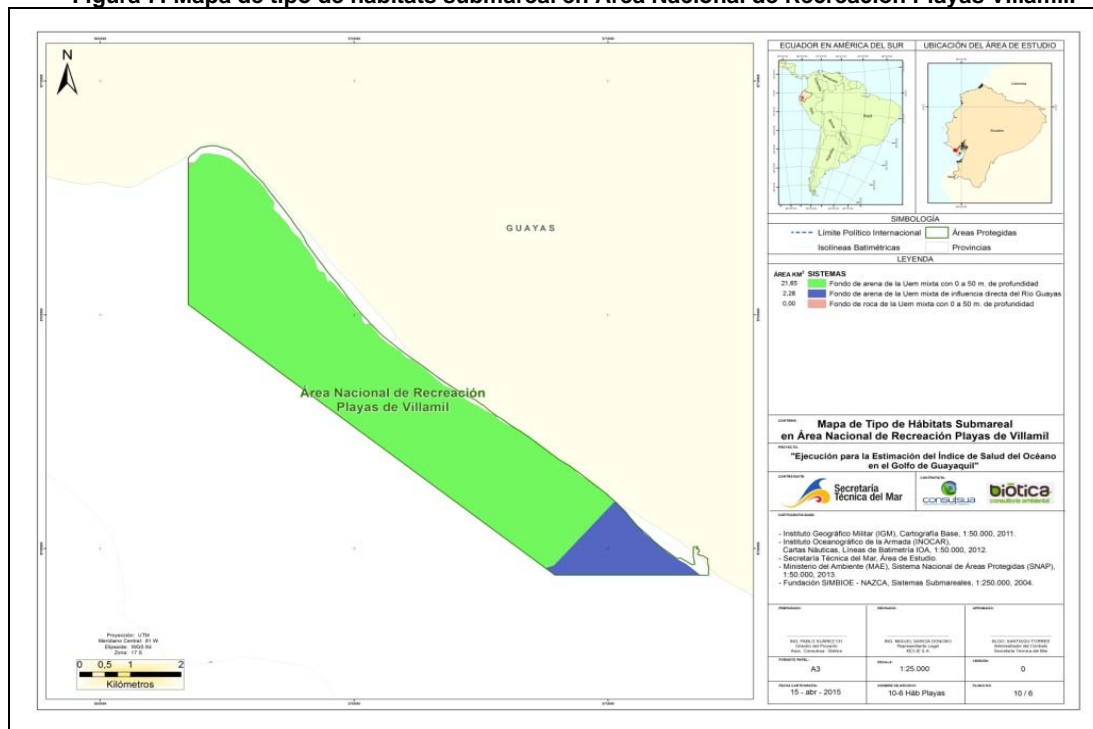 Figura 7. Mapa de tipo de hábitats submareal en Área Nacional de Recreación Playas Villamil
N
GUAYAS
Área Nacional de Recreación
Playas de Villamil
Proyección: UTM
Meridiano Central: 81 W
Elipsoide: WGS 84
Zona: 17 S
0 0,5 1 2
Kilómetros
ECUADOR EN AMÉRICA DEL SUR
UBICACIÓN DEL ÁREA DE ESTUDIO
SIMBOLOGÍA
Límite Político Internacional
Áreas Protegidas
Isolíneas Batimétricas
Provincias
LEYENDA
ÁREA KM² SISTEMAS
21,65 Fondo de arena de la Uem mixta con 0 a 50 m. de profundidad
2,28 Fondo de arena de la Uem mixta de influencia directa del Río Guayas
0,00 Fondo de roca de la Uem mixta con 0 a 50 m. de profundidad
Mapa de Tipo de Hábitats Submareal
en Área Nacional de Recreación Playas de Villamil
"Ejecución para la Estimación del Índice de Salud del Océano
en el Golfo de Guayaquil"
Secretaría
Técnica del Mar
consulsua
biótica
consultoría ambiental
- Instituto Geográfico Militar (IGM), Cartografía Base, 1:50.000, 2011.
- Instituto Oceanográfico de la Armada (INOCAR),
Cartas Náuticas, Líneas de Batimetría IOA, 1:50.000, 2012.
- Secretaría Técnica del Mar, Área de Estudio.
- Ministerio del Ambiente (MAE), Sistema Nacional de Áreas Protegidas (SNAP),
1:50.000, 2013.
- Fundación SIMBIOE - NAZCA, Sistemas Submareales, 1:250.000, 2004.
A3
1:25.000
0
15 - abr - 2015
10-6 Háb Playas
10 / 6